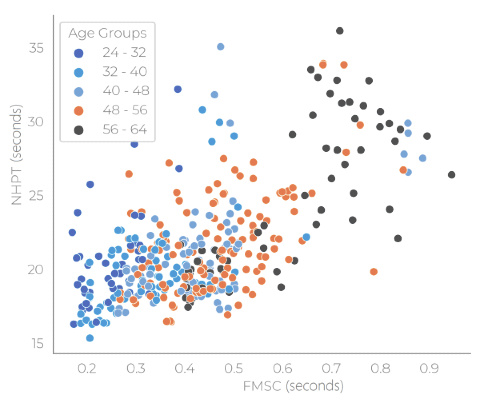 Age Groups
24 - 32
32 - 40
40 - 48
48 - 56
56 - 64
35
30
25
20
15
NHPT (seconds)
0.2 0.3 0.4 0.5 0.6 0.7 0.8 0.9
FMSC (seconds)